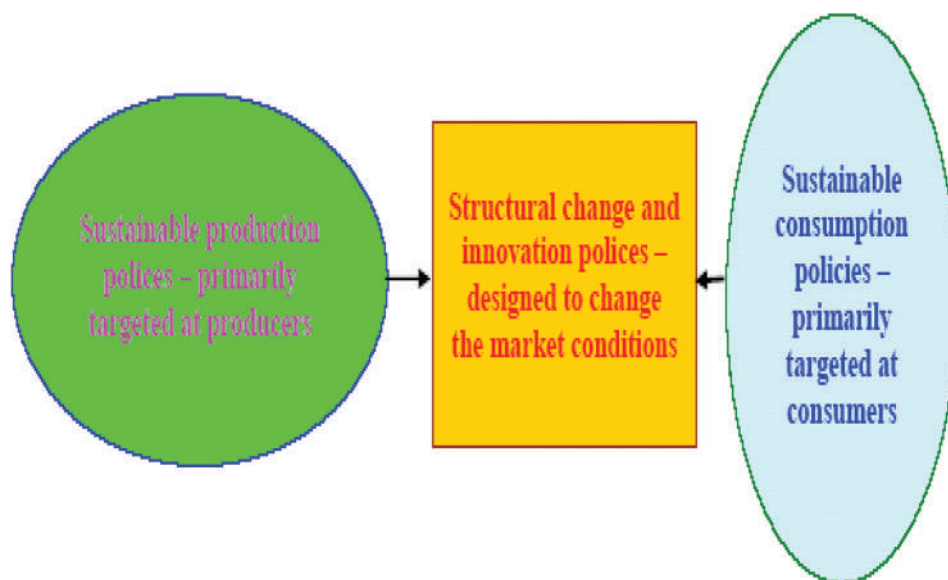 Sustainable production
polices – primarily
targeted at producers
Structural change and
innovation polices –
designed to change
the market conditions
Sustainable
consumption
policies –
primarily
targeted at
consumers